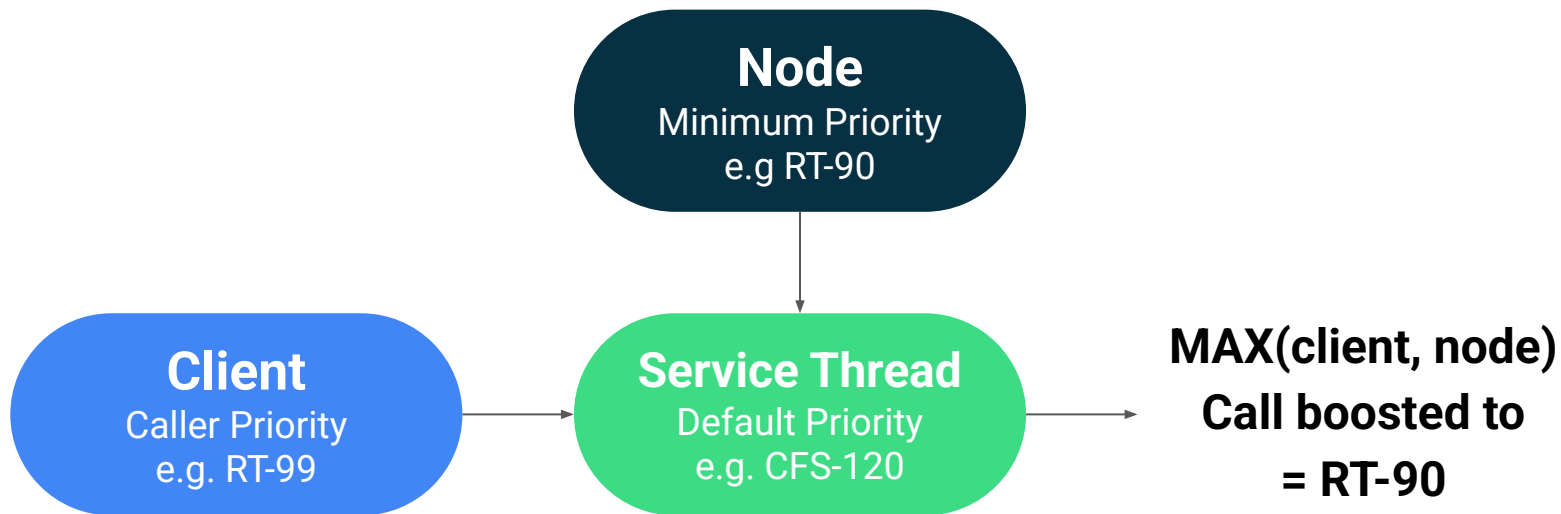 Node
Minimum Priority
e.g RT-90
Client
Caller Priority
e.g. RT-99
Service Thread
Default Priority
e.g. CFS-120
MAX(client, node)
Call boosted to
= RT-90